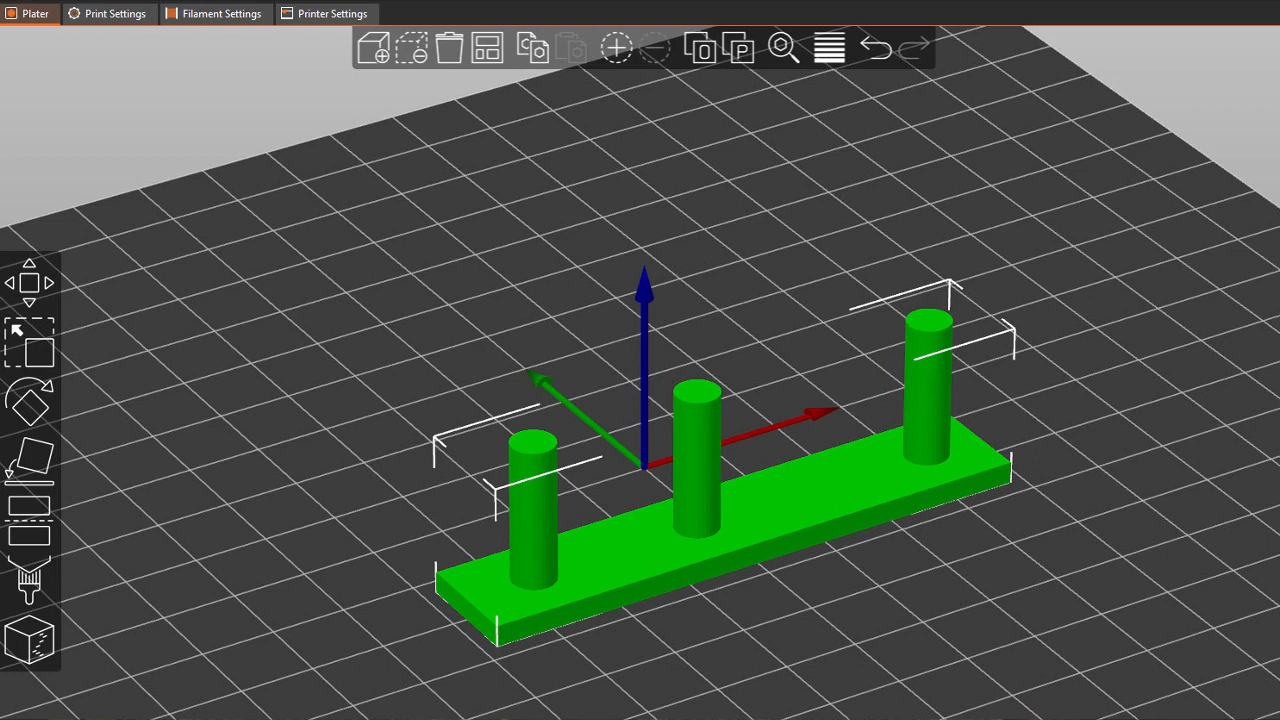 Plater
Print Settings
Filament Settings
Printer Settings
C
O
P